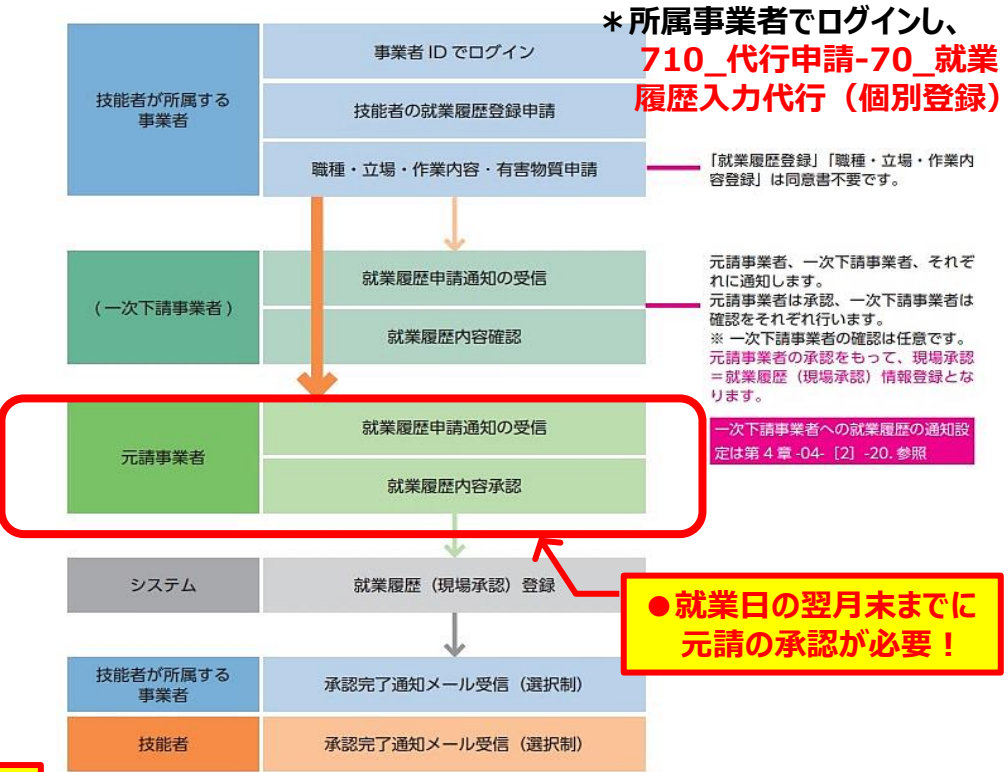 ＊所属事業者でログインし、
710_代行申請-70_就業
履歴入力代行（個別登録）
技能者が所属する
事業者
事業者 ID でログイン
技能者の就業履歴登録申請
職種・立場・作業内容・有害物質申請
「就業履歴登録」「職種・立場・作業内
容登録」は同意書不要です。
(一次下請事業者)
就業履歴申請通知の受信
就業履歴内容確認
元請事業者、一次下請事業者、それぞ
れに通知します。
元請事業者は承認、一次下請事業者は
確認をそれぞれ行います。
※ 一次下請事業者の確認は任意です。
元請事業者の承認をもって、現場承認
＝就業履歴（現場承認）情報登録とな
ります。
一次下請事業者への就業履歴の通知設
定は第 4 章 -04-［2］-20. 参照
元請事業者
就業履歴申請通知の受信
就業履歴内容承認
システム
就業履歴（現場承認）登録
●就業日の翌月末までに
元請の承認が必要！
技能者が所属する
事業者
承認完了通知メール受信（選択制）
技能者
承認完了通知メール受信（選択制）